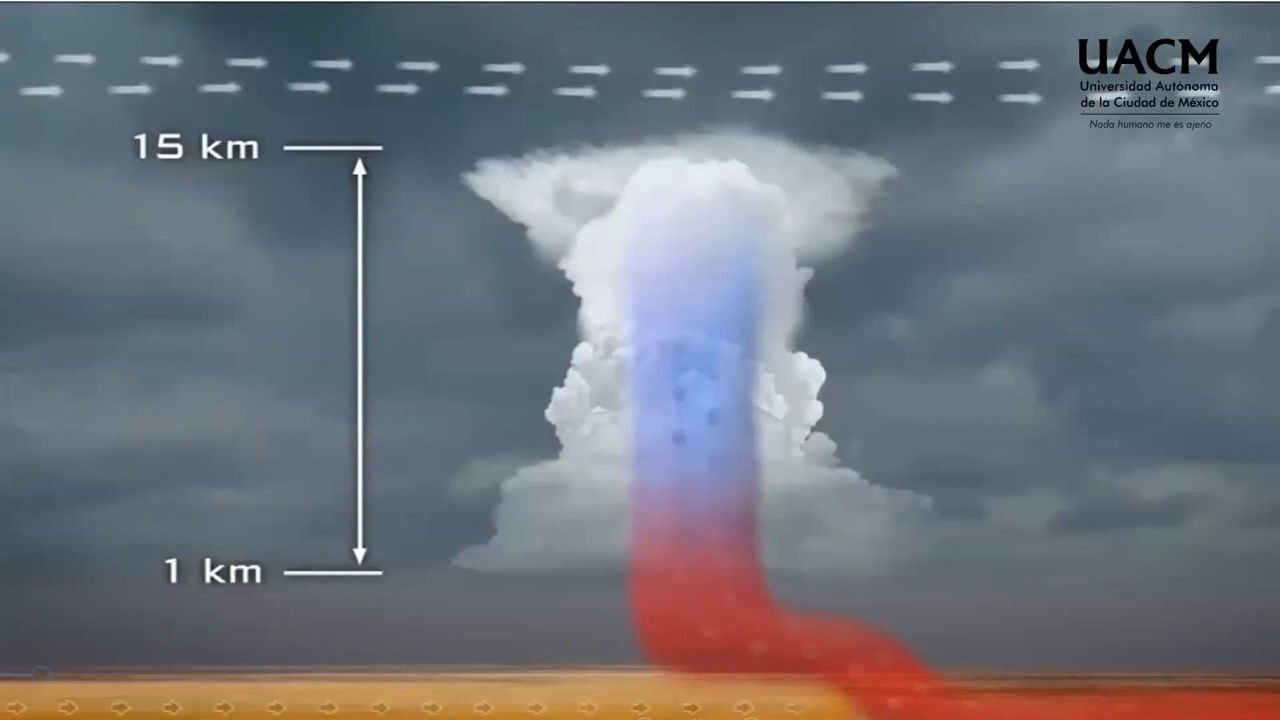 UACM
Universidad Autónoma
de la Ciudad de México
Nada humano me es ajeno
15 km
1 km